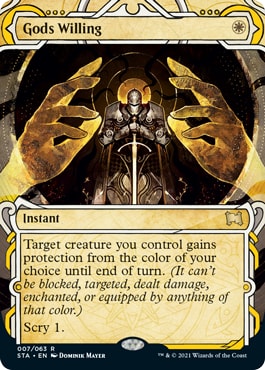 Gods Willing
Instant
Target creature you control gains
protection from the color of your
choice until end of turn. (It can't
be blocked, targeted, dealt damage,
enchanted, or equipped by anything of
that color.)
Scry 1.
007/063 R
STA • EN DOMINIK MAYER
™ & © 2021 Wizards of the Coast